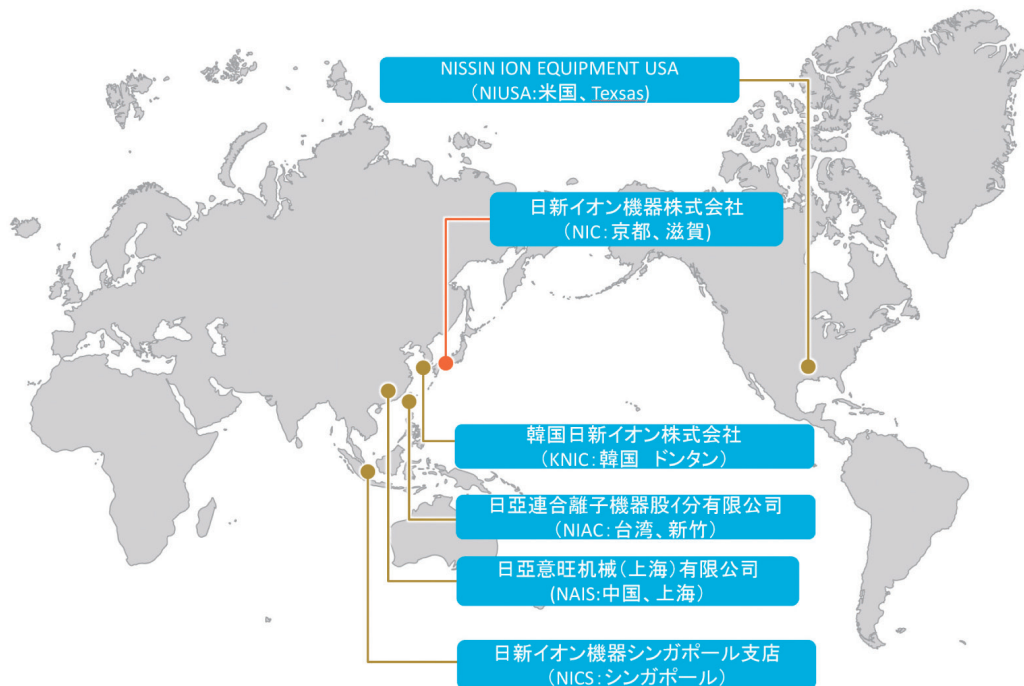 NISSIN ION EQUIPMENT USA
(NIUSA:米国、Texsas)
日新イオン機器株式会社
(NIC:京都、滋賀)
韓国日新イオン株式会社
(KNIC:韓国 ドンタン)
日亞連合離子機器股イ分有限公司
(NIAC:台湾、新竹)
日亞意旺机械(上海)有限公司
(NAIS:中国、上海)
日新イオン機器シンガポール支店
(NICS:シンガポール)